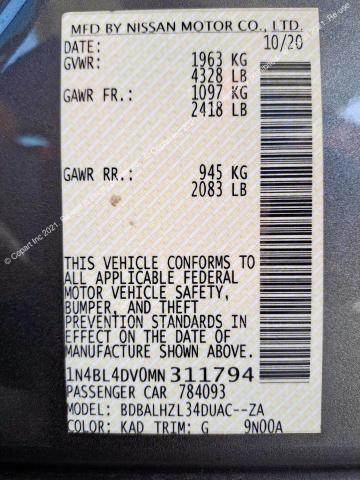 MFD BY NISSAN MOTOR CO., LTD.
DATE: 10/20
GVWR: 1963 KG
4328 LB
GAWR FR.: 1097 KG
2418 LB
GAWR RR.: 945 KG
2083 LB
THIS VEHICLE CONFORMS TO
ALL APPLICABLE FEDERAL
MOTOR VEHICLE SAFETY,
BUMPER, AND THEFT
PREVENTION STANDARDS IN
EFFECT ON THE DATE OF
MANUFACTURE SHOWN ABOVE.
1N4BL4DV0MN311794
PASSENGER CAR 784093
MODEL: BDBALHZL34DUAC--ZA
COLOR: KAD TRIM: G 9N00A
© Copart Inc 2021.